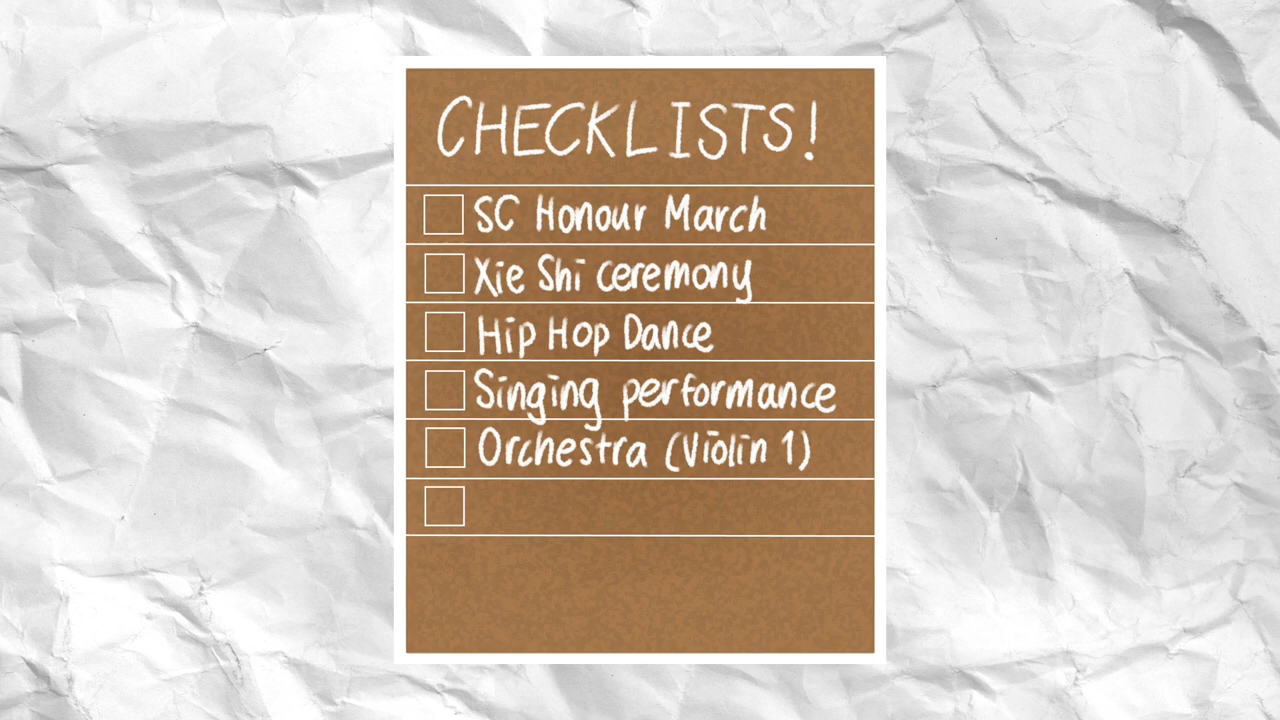 CHECKLISTS!
SC Honour March
Xie Shi ceremony
Hip Hop Dance
Singing performance
Orchestra (Violin 1)